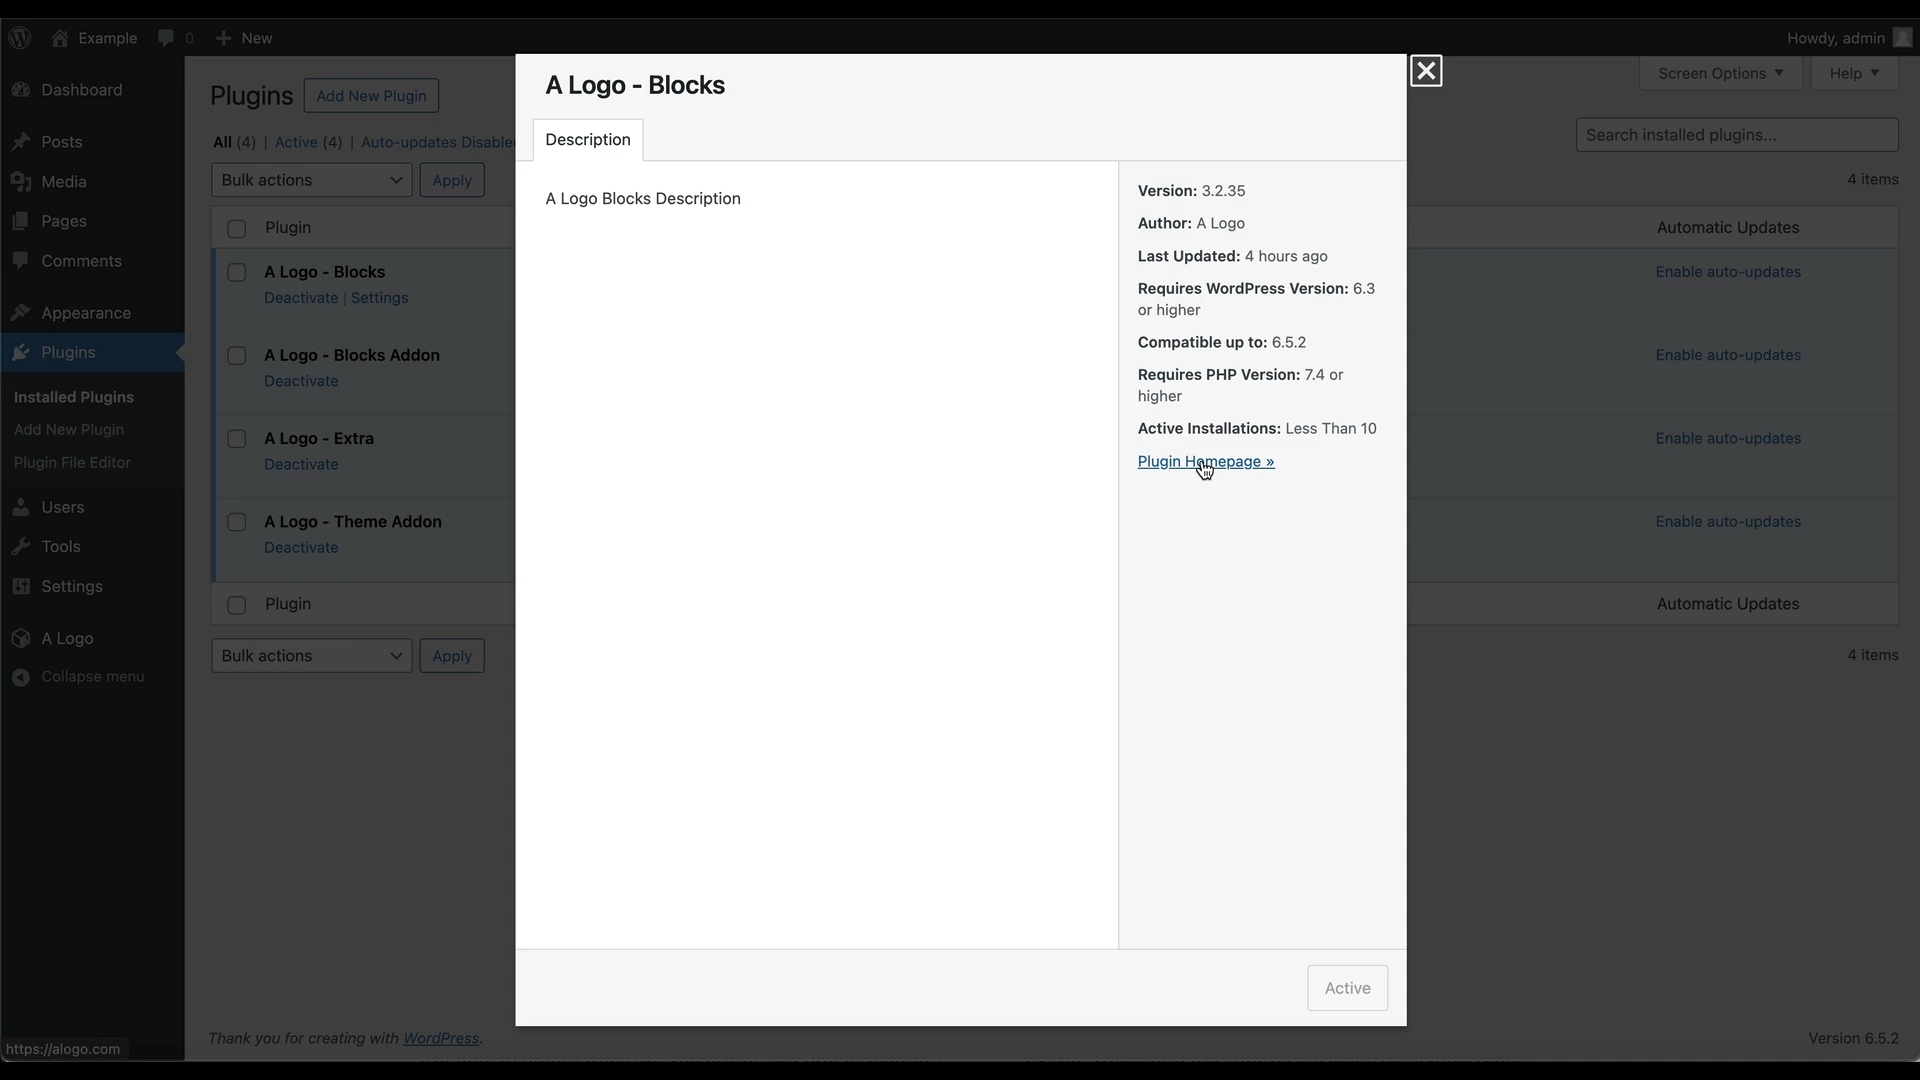 Example 0 New
Howdy, admin
Dashboard
Posts
Media
Pages
Comments
Appearance
Plugins
Installed Plugins
Add New Plugin
Plugin File Editor
Users
Tools
Settings
A Logo
Collapse menu
https://alogo.com
Plugins Add New Plugin
Screen Options ▼ Help ▼
All (4) | Active (4) | Auto-updates Disable
Search installed plugins...
Bulk actions Apply
4 items
Plugin Automatic Updates
A Logo - Blocks
Deactivate | Settings
Enable auto-updates
A Logo - Blocks Addon
Deactivate
Enable auto-updates
A Logo - Extra
Deactivate
Enable auto-updates
A Logo - Theme Addon
Deactivate
Enable auto-updates
Plugin Automatic Updates
Bulk actions Apply
4 items
Thank you for creating with WordPress.
Version 6.5.2
A Logo - Blocks
Description
A Logo Blocks Description
Version: 3.2.35
Author: A Logo
Last Updated: 4 hours ago
Requires WordPress Version: 6.3
or higher
Compatible up to: 6.5.2
Requires PHP Version: 7.4 or
higher
Active Installations: Less Than 10
Plugin Homepage »
Active